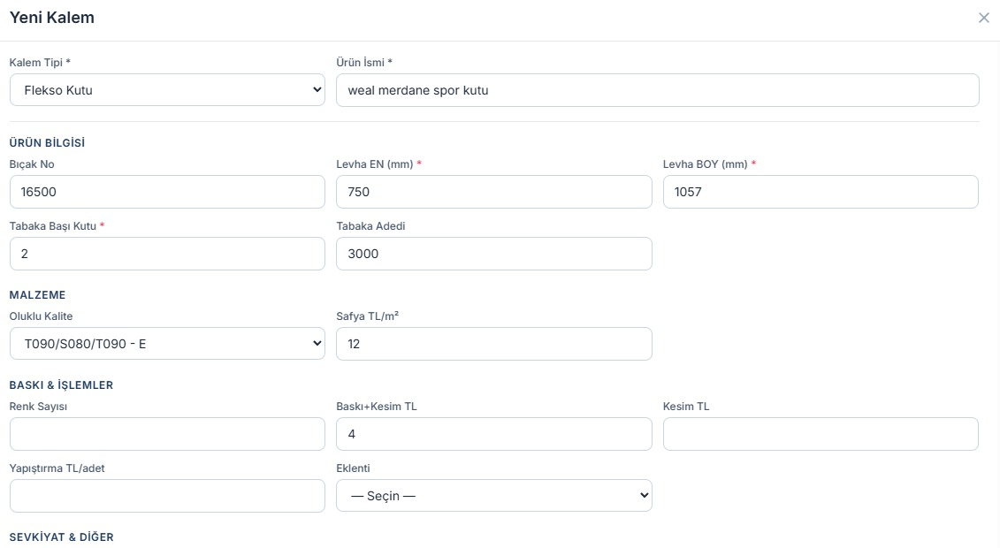 Yeni Kalem
Kalem Tipi * Ürün İsmi *
Flekso Kutu weal merdane spor kutu
ÜRÜN BİLGİSİ
Bıçak No Levha EN (mm) * Levha BOY (mm) *
16500 750 1057
Tabaka Başı Kutu * Tabaka Adedi
2 3000
MALZEME
Oluklu Kalite Safya TL/m²
T090/S080/T090 - E 12
BASKI & İŞLEMLER
Renk Sayısı Baskı+Kesim TL Kesim TL
4
Yapıştırma TL/adet Eklenti
— Seçin —
SEVKİYAT & DİĞER